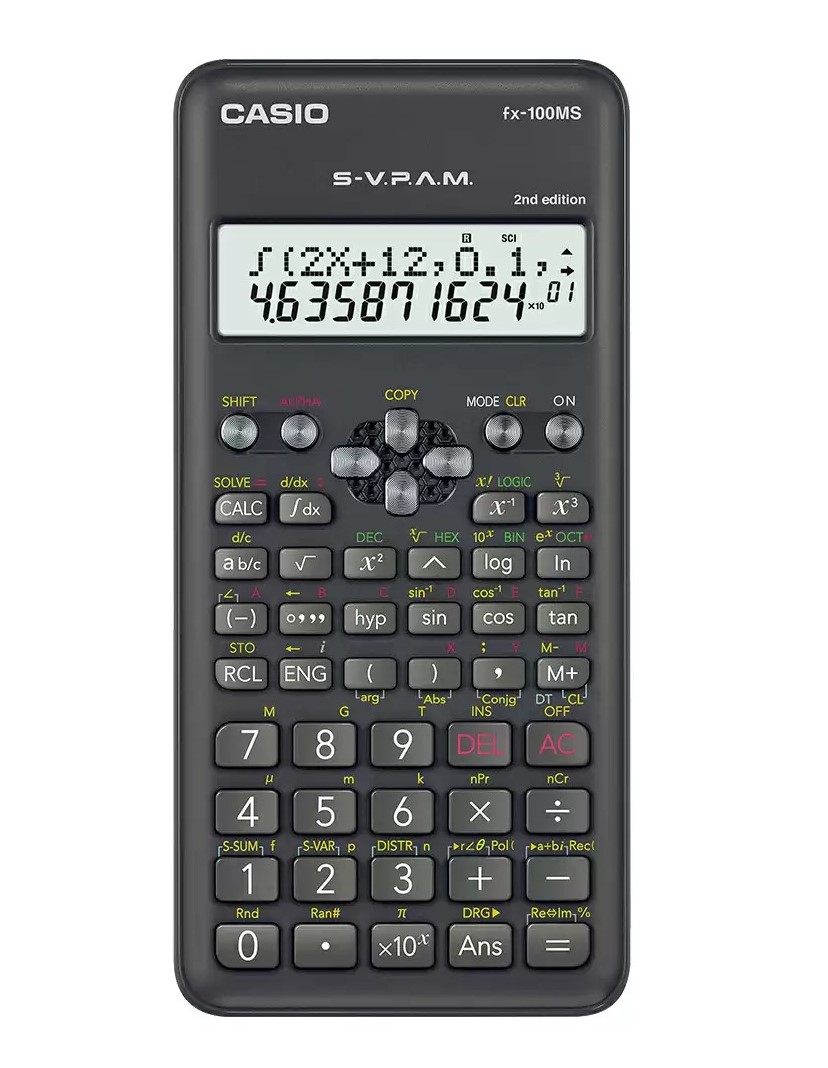 CASIO fx-100MS
S-V.P.A.M.
2nd edition
R SCI
∫(2X+12,0.1,
4.635871624×10 01
COPY
SHIFT ALPHA MODE CLR ON
SOLVE = d/dx : x! LOGIC ³√
CALC ∫dx x⁻¹ x³
d/c DEC ˣ√ HEX 10ˣ BIN eˣ OCT e
a b/c √ x² ^ log ln
∠ A ← B C sin⁻¹ D cos⁻¹ E tan⁻¹ F
(−) ° , ,, hyp sin cos tan
STO ← i X ; Y M− M
RCL ENG ( ) , M+
arg Abs Conjg DT CL
M G T INS OFF
7 8 9 DEL AC
μ m k nPr nCr
4 5 6 × ÷
S-SUM f S-VAR p DISTR n ▸r∠θ Pol( ▸a+bi Rec(
1 2 3 + −
Rnd Ran# π DRG▸ Re⇔Im %
0 . ×10ˣ Ans =